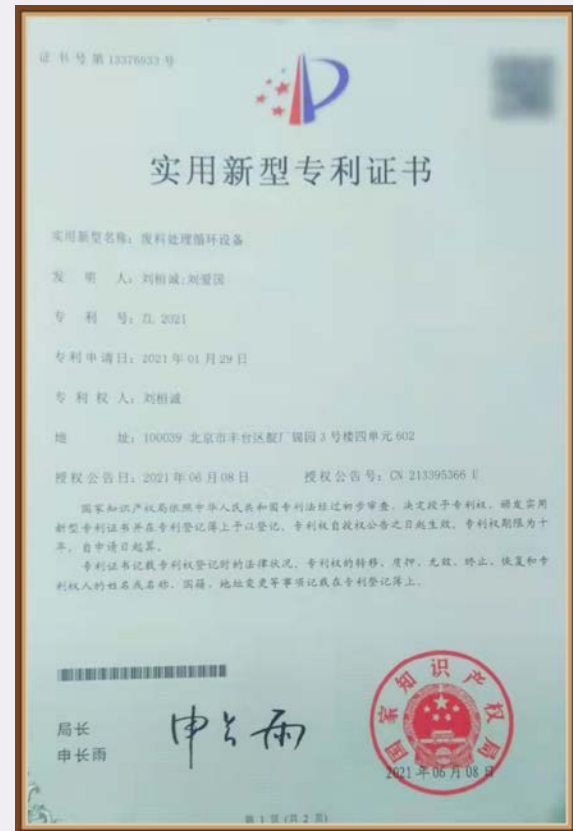 证书号第13376933号
实用新型专利证书
实用新型名称：废料处理循环设备
发明人：刘柏诚;刘爱国
专利号：ZL 2021
专利申请日：2021年01月29日
专利权人：刘柏诚
地址：100039 北京市丰台区靛厂锦园3号楼四单元602
授权公告日：2021年06月08日 授权公告号：CN 213395366 U
国家知识产权局依照中华人民共和国专利法经过初步审查，决定授予专利权，颁发实用
新型专利证书并在专利登记簿上予以登记。专利权自授权公告之日起生效。专利权期限为十
年，自申请日起算。
专利证书记载专利权登记时的法律状况。专利权的转移、质押、无效、终止、恢复和专
利权人的姓名或名称、国籍、地址变更等事项记载在专利登记簿上。
局长
申长雨
申长雨
国家知识产权局
2021年06月08日
第1页(共2页)